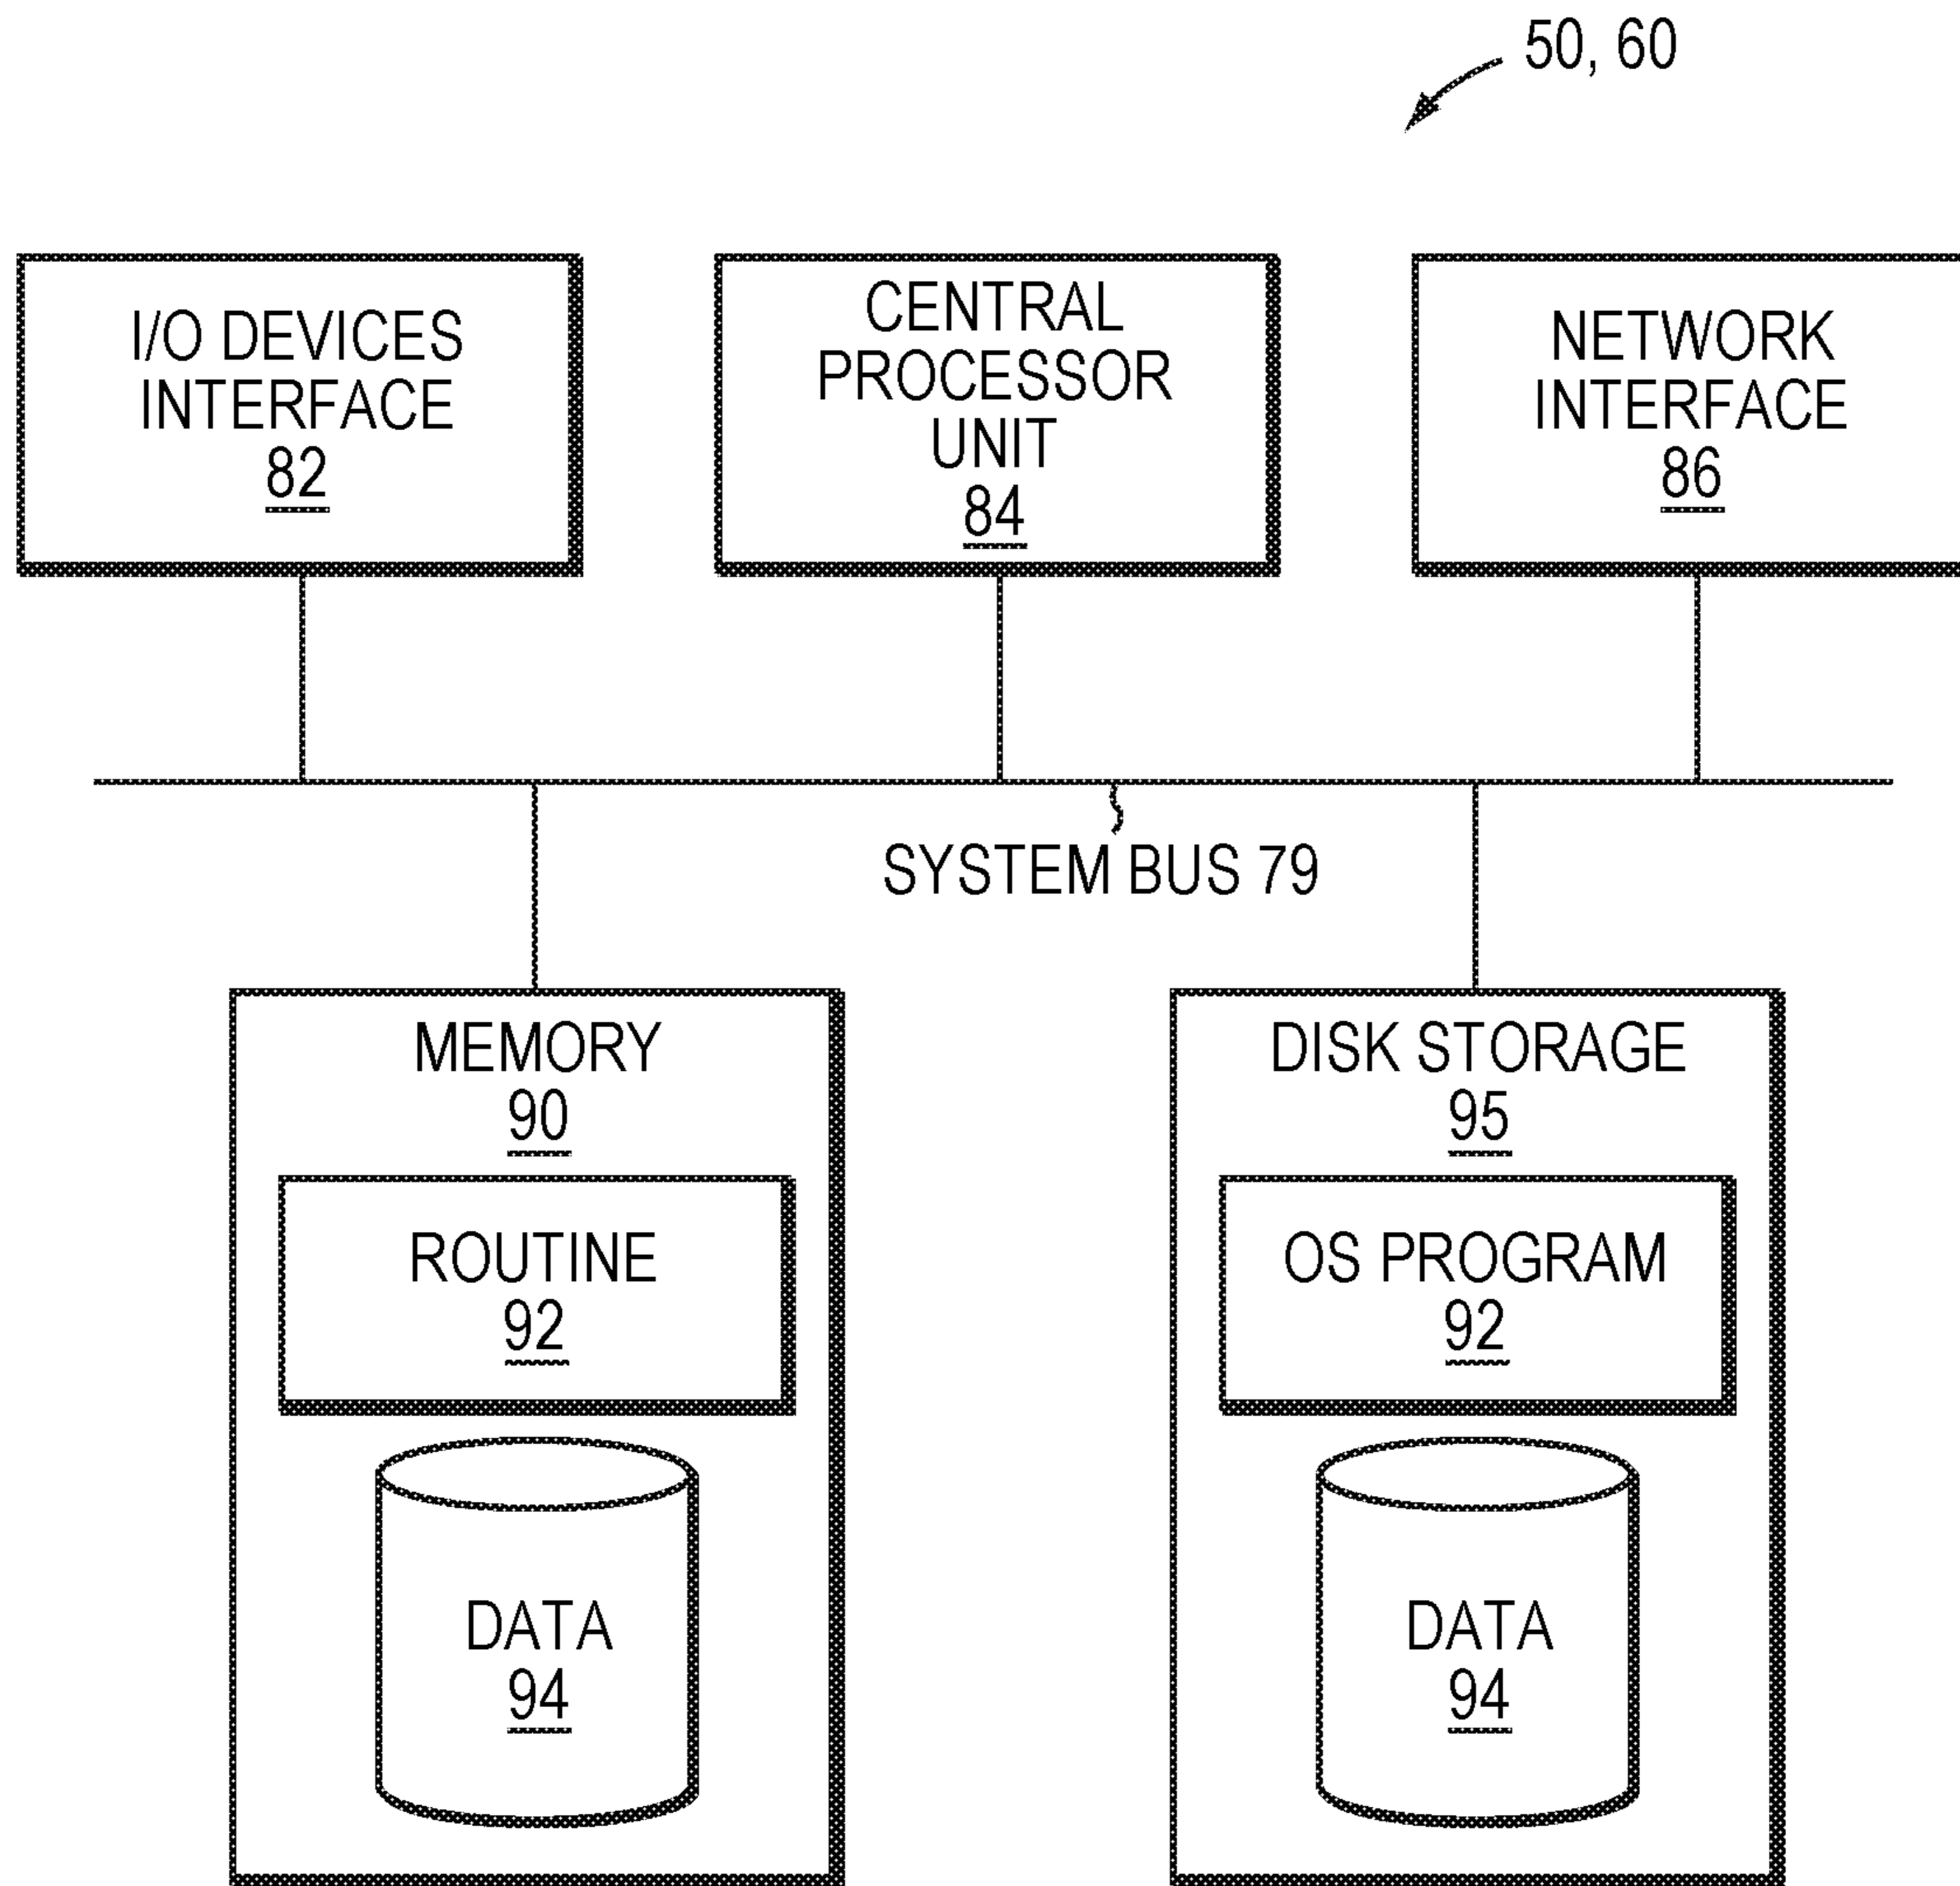 50, 60
I/O DEVICES
INTERFACE
82
CENTRAL
PROCESSOR
UNIT
84
NETWORK
INTERFACE
86
SYSTEM BUS 79
MEMORY
90
ROUTINE
92
DATA
94
DISK STORAGE
95
OS PROGRAM
92
DATA
94